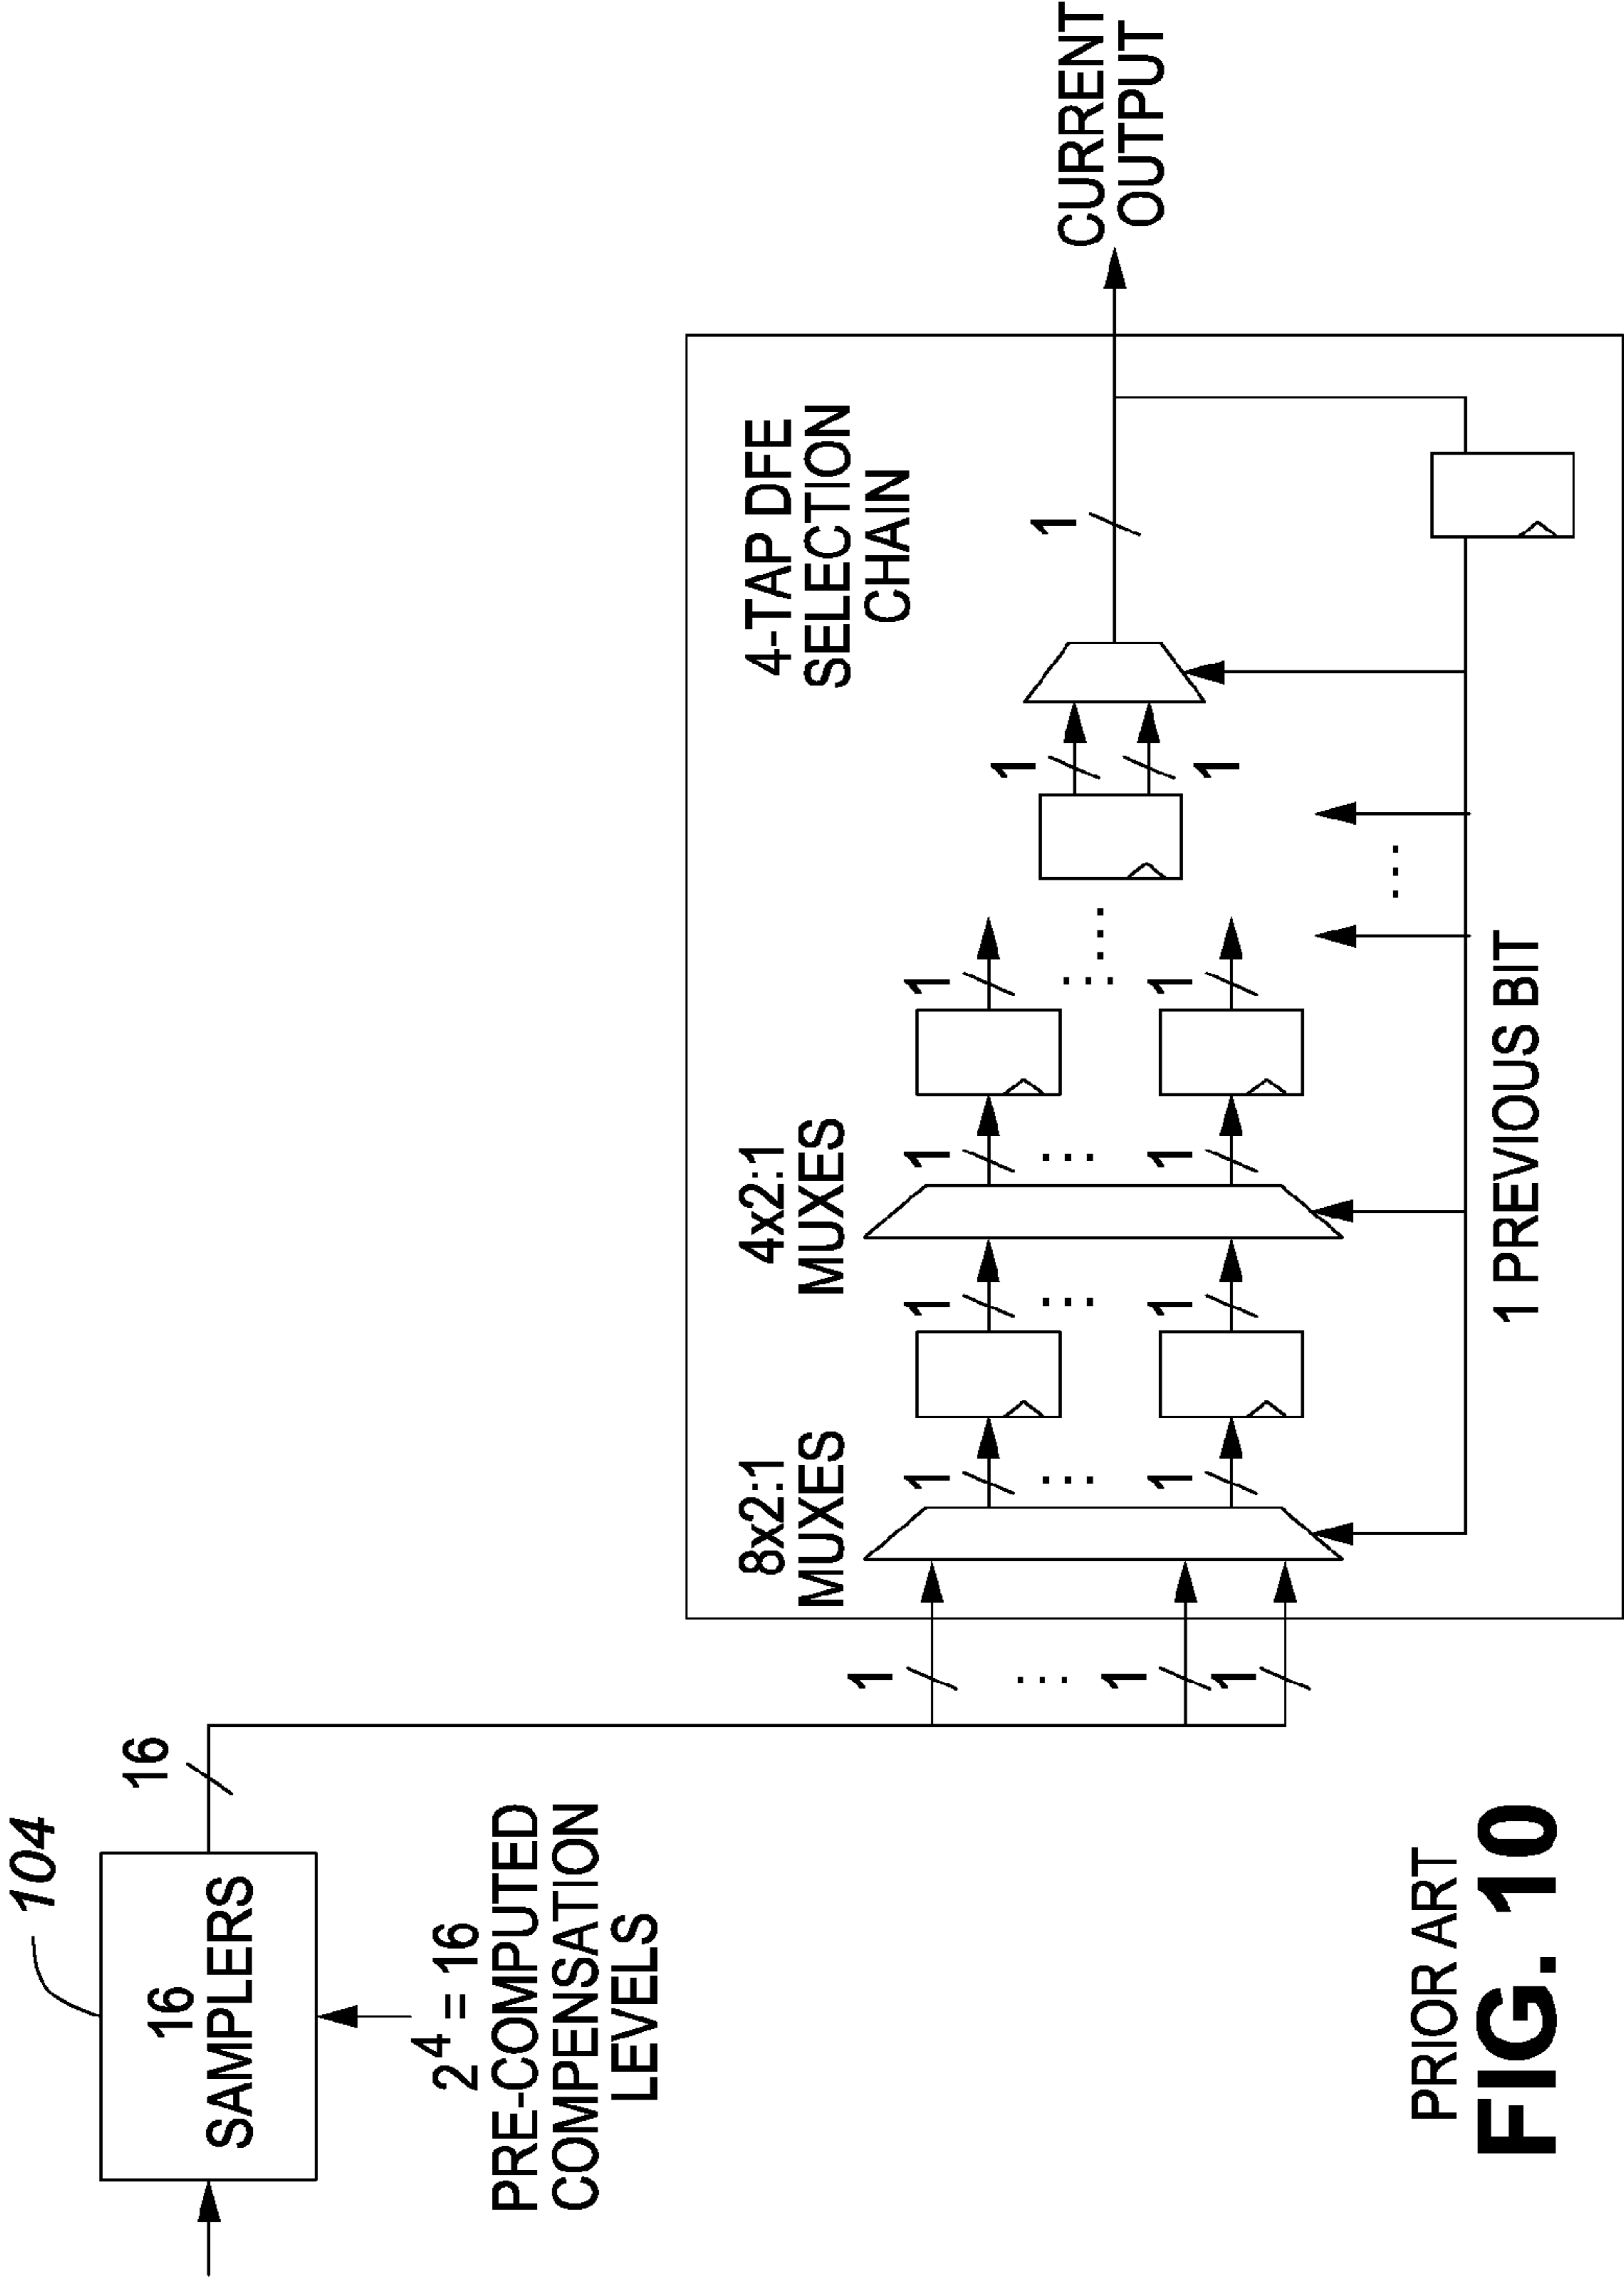 104
16
SAMPLERS
16
2^4 = 16
PRE-COMPUTED
COMPENSATION
LEVELS
1
1
1
8x2:1
MUXES
1
1
1
1
4x2:1
MUXES
1
1
1
1
1
1
4-TAP DFE
SELECTION
CHAIN
1
CURRENT
OUTPUT
1 PREVIOUS BIT
PRIOR ART
FIG. 10